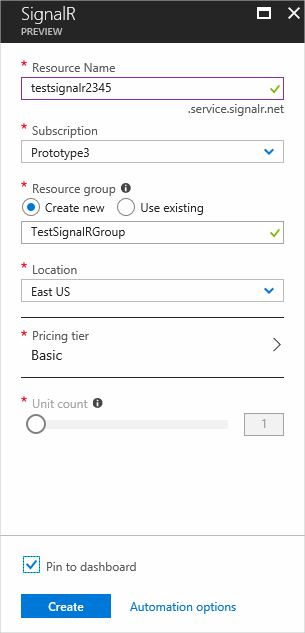 SignalR
PREVIEW
* Resource Name
testsignalr2345
.service.signalr.net
* Subscription
Prototype3
* Resource group
Create new Use existing
TestSignalRGroup
* Location
East US
* Pricing tier
Basic
* Unit count
1
Pin to dashboard
Create Automation options